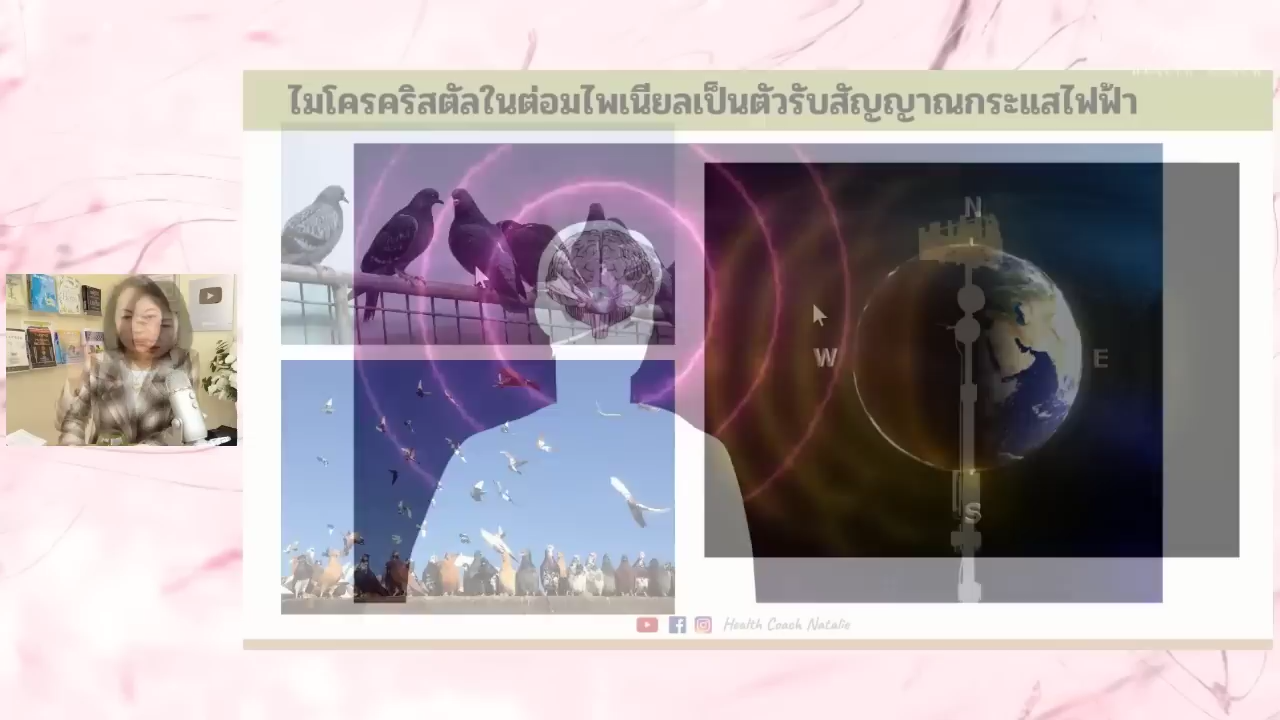 ไมโครคริสตัลในต่อมไพเนียลเป็นตัวรับสัญญาณกระแสไฟฟ้า
N
W
E
S
Health Coach Natalie